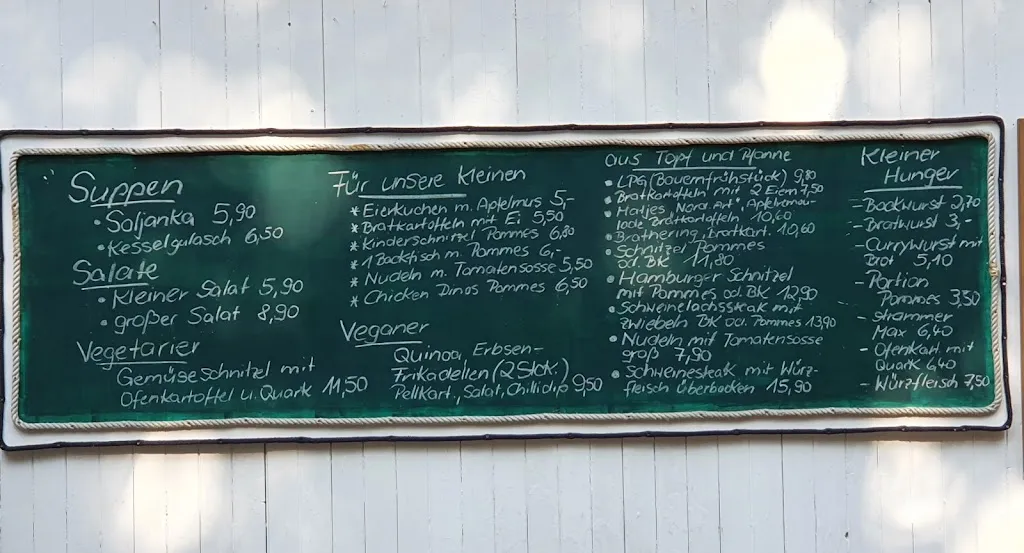 Suppen
• Soljanka 5,90
• Kesselgulasch 6,50
Salate
• Kleiner Salat 5,90
• großer Salat 8,90
Vegetarier
Gemüseschnitzel mit
Ofenkartoffel u. Quark 11,50
Für unsere Kleinen
* Eierkuchen m. Apfelmus 5,-
* Bratkartoffeln mit Ei 5,50
* Kinderschnitzel Pommes 6,80
* 1 Backfisch m. Pommes 6,-
* Nudeln m. Tomatensosse 5,50
* Chicken Dinos Pommes 6,50
Veganer
Quinoa, Erbsen-
Frikadellen (2 Stck.)
Pellkart., Salat, Chillidip 9,50
aus Topf und Pfanne
• LPG (Bauernfrühstück) 9,80
• Bratkartoffeln mit 2 Eiern 7,50
• Matjes "Nord. Art", Apfel
lade Bratkartoffeln 10,60
• Brathering, Bratkart. 10,60
• Schnitzel Pommes
od. BK 11,80
• Hamburger Schnitzel
mit Pommes od. BK 12,90
• Schweinelachssteak mit
Zwiebeln BK od. Pommes 13,90
• Nudeln mit Tomatensosse
groß 7,90
• Schweinesteak mit Würz-
fleisch überbacken 15,90
Kleiner
Hunger
- Bockwurst 2,70
- Bratwurst 3,-
- Currywurst mit
Brot 5,10
- Portion
Pommes 3,50
- strammer
Max 6,40
- Ofenkart. mit
Quark 6,40
- Würzfleisch 7,50